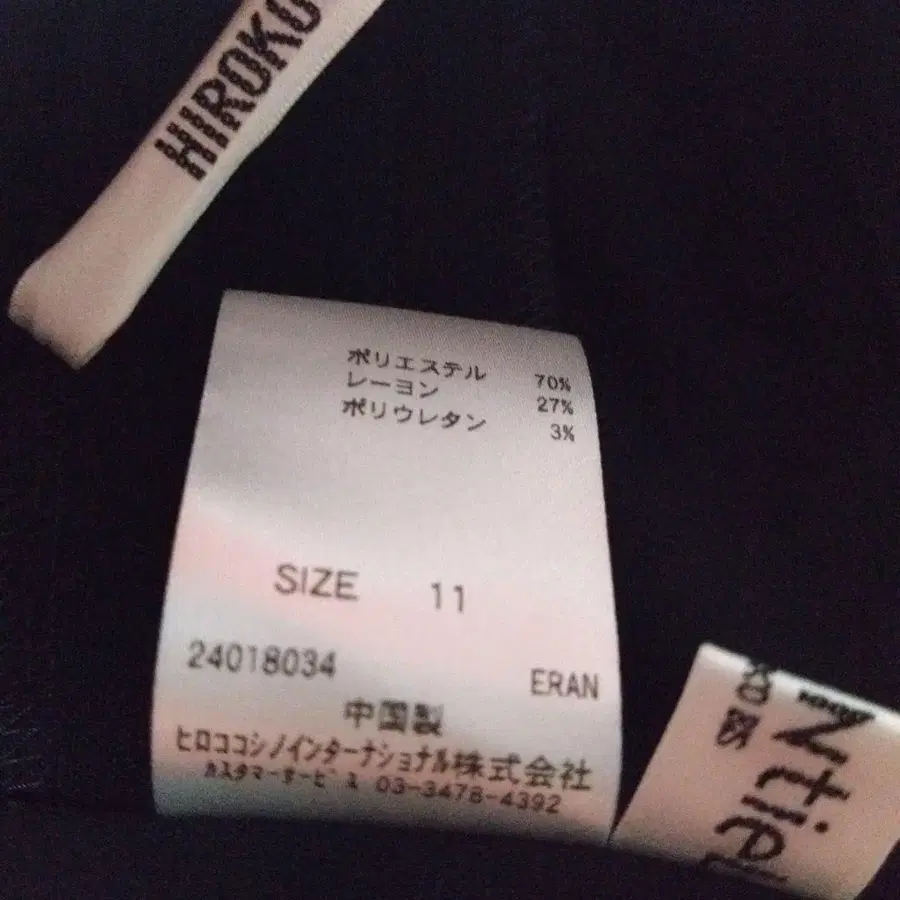 HIROKO
ポリエステル 70%
レーヨン 27%
ポリウレタン 3%
SIZE 11
24018034 ERAN
中国製
ヒロココシノインターナショナル株式会社
カスタマーサービス 03-3478-4392